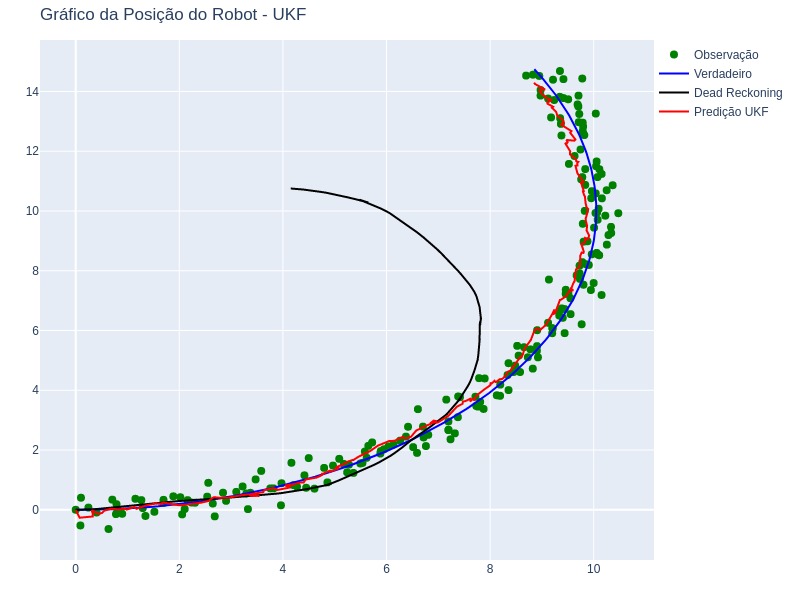 Gráfico da Posição do Robot - UKF
Observação
Verdadeiro
Dead Reckoning
Predição UKF
14
12
10
8
6
4
2
0
0 2 4 6 8 10